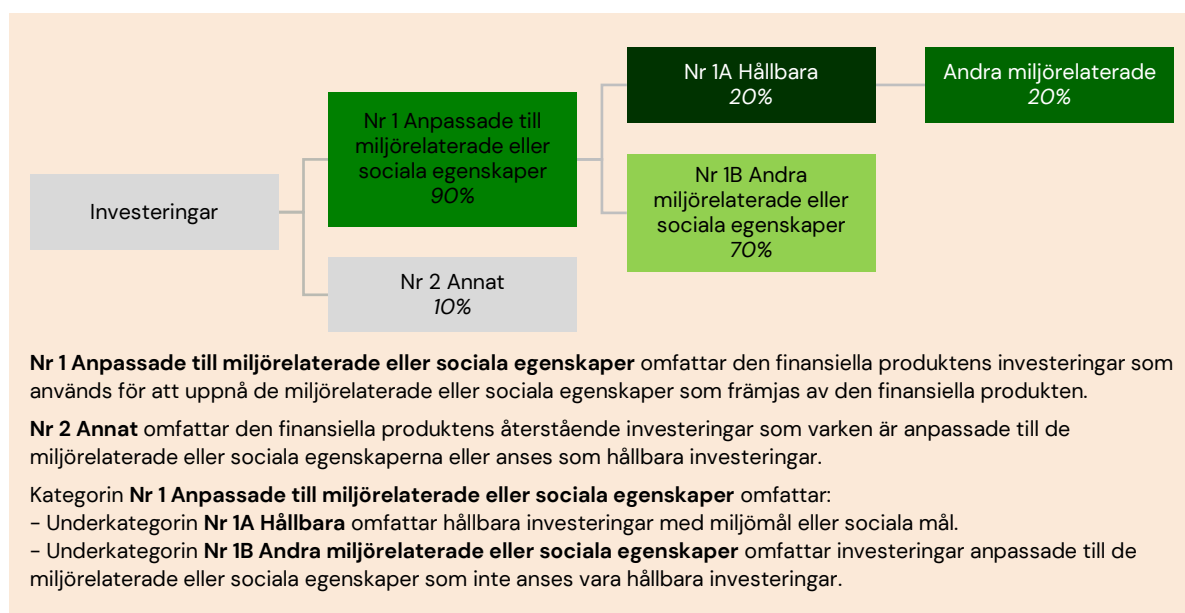 Investeringar
Nr 1 Anpassade till
miljörelaterade eller
sociala egenskaper
90%
Nr 2 Annat
10%
Nr 1A Hållbara
20%
Nr 1B Andra
miljörelaterade eller
sociala egenskaper
70%
Andra miljörelaterade
20%
Nr 1 Anpassade till miljörelaterade eller sociala egenskaper omfattar den finansiella produktens investeringar som
används för att uppnå de miljörelaterade eller sociala egenskaper som främjas av den finansiella produkten.
Nr 2 Annat omfattar den finansiella produktens återstående investeringar som varken är anpassade till de
miljörelaterade eller sociala egenskaperna eller anses som hållbara investeringar.
Kategorin Nr 1 Anpassade till miljörelaterade eller sociala egenskaper omfattar:
– Underkategorin Nr 1A Hållbara omfattar hållbara investeringar med miljömål eller sociala mål.
– Underkategorin Nr 1B Andra miljörelaterade eller sociala egenskaper omfattar investeringar anpassade till de
miljörelaterade eller sociala egenskaper som inte anses vara hållbara investeringar.